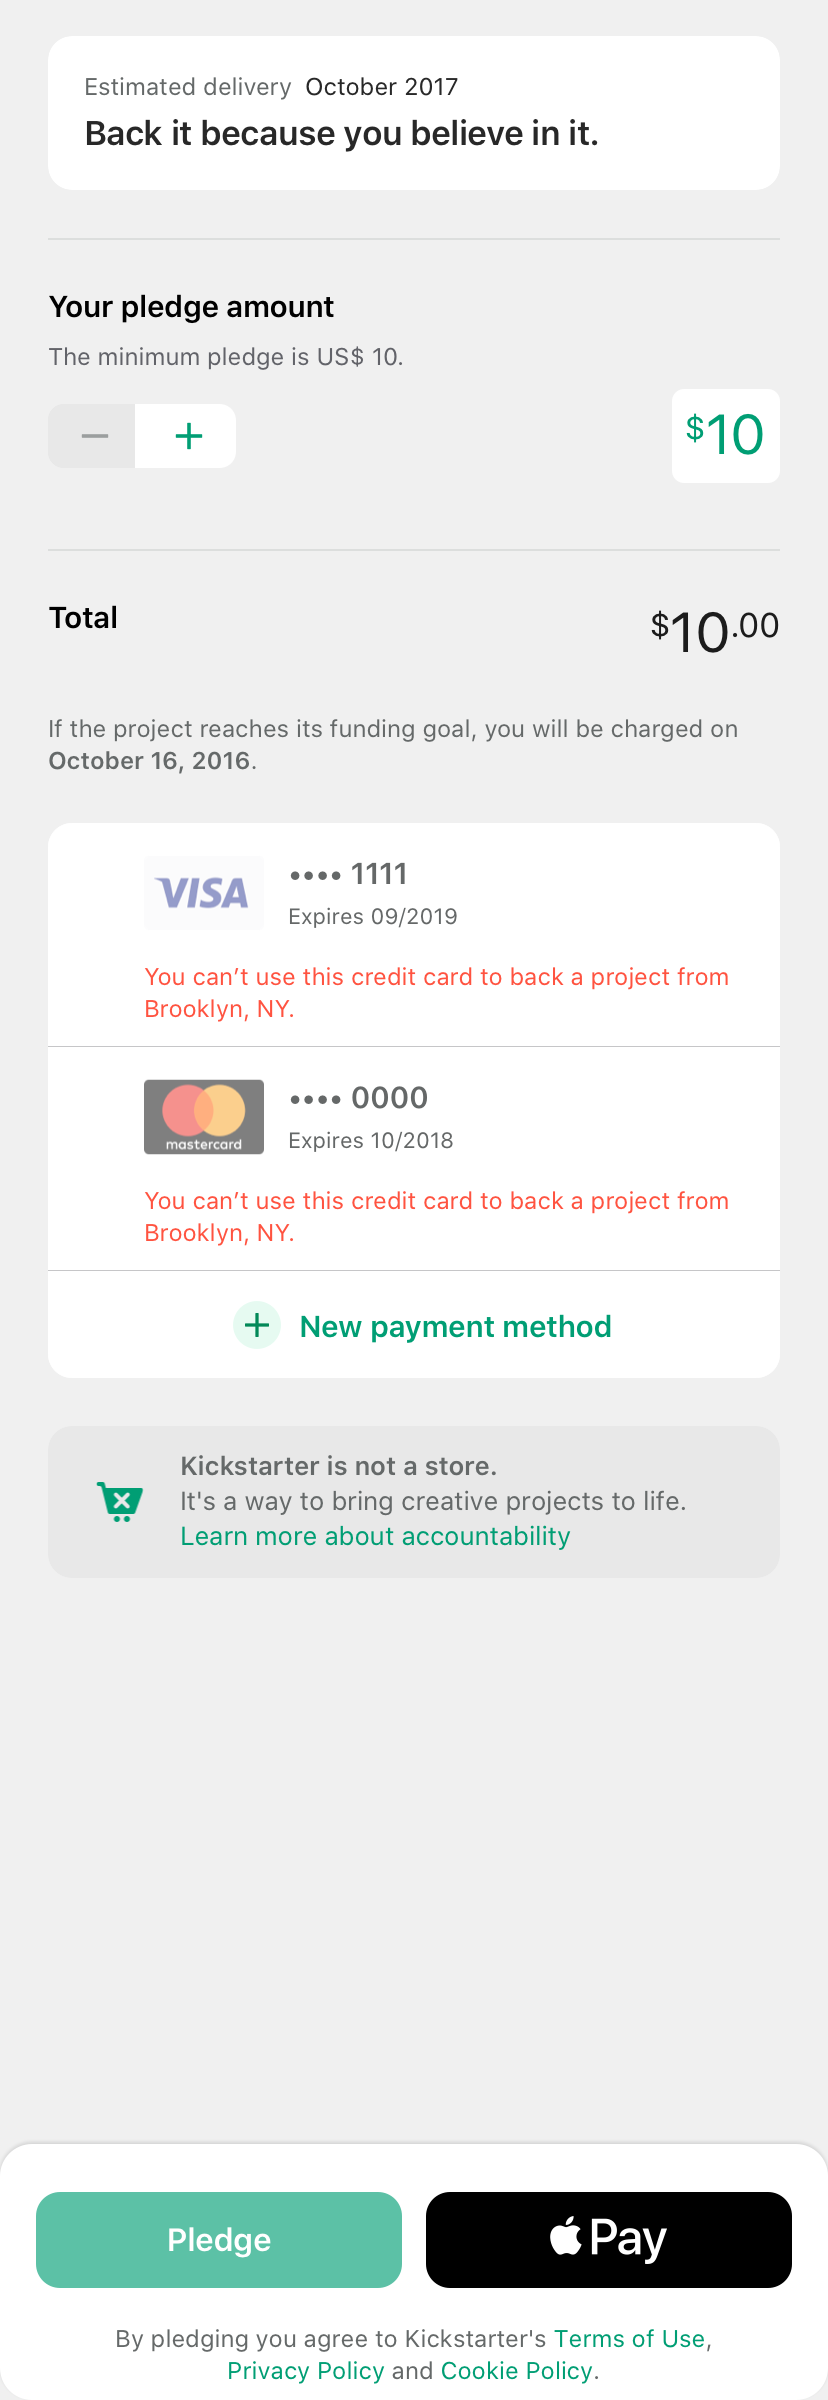 Estimated delivery October 2017
Back it because you believe in it.
Your pledge amount
The minimum pledge is US$ 10.
$10
Total
$10.00
If the project reaches its funding goal, you will be charged on
October 16, 2016.
VISA
•••• 1111
Expires 09/2019
You can’t use this credit card to back a project from
Brooklyn, NY.
mastercard
•••• 0000
Expires 10/2018
You can’t use this credit card to back a project from
Brooklyn, NY.
New payment method
Kickstarter is not a store.
It's a way to bring creative projects to life.
Learn more about accountability
Pledge
Pay
By pledging you agree to Kickstarter's Terms of Use,
Privacy Policy and Cookie Policy.